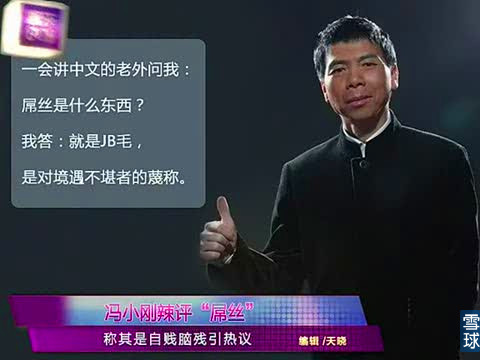 一会讲中文的老外问我：
屌丝是什么东西？
我答：就是JB毛，
是对境遇不堪者的蔑称。
冯小刚辣评“屌丝”
称其是自贱脑残引热议
编辑 /天晓
雪
球